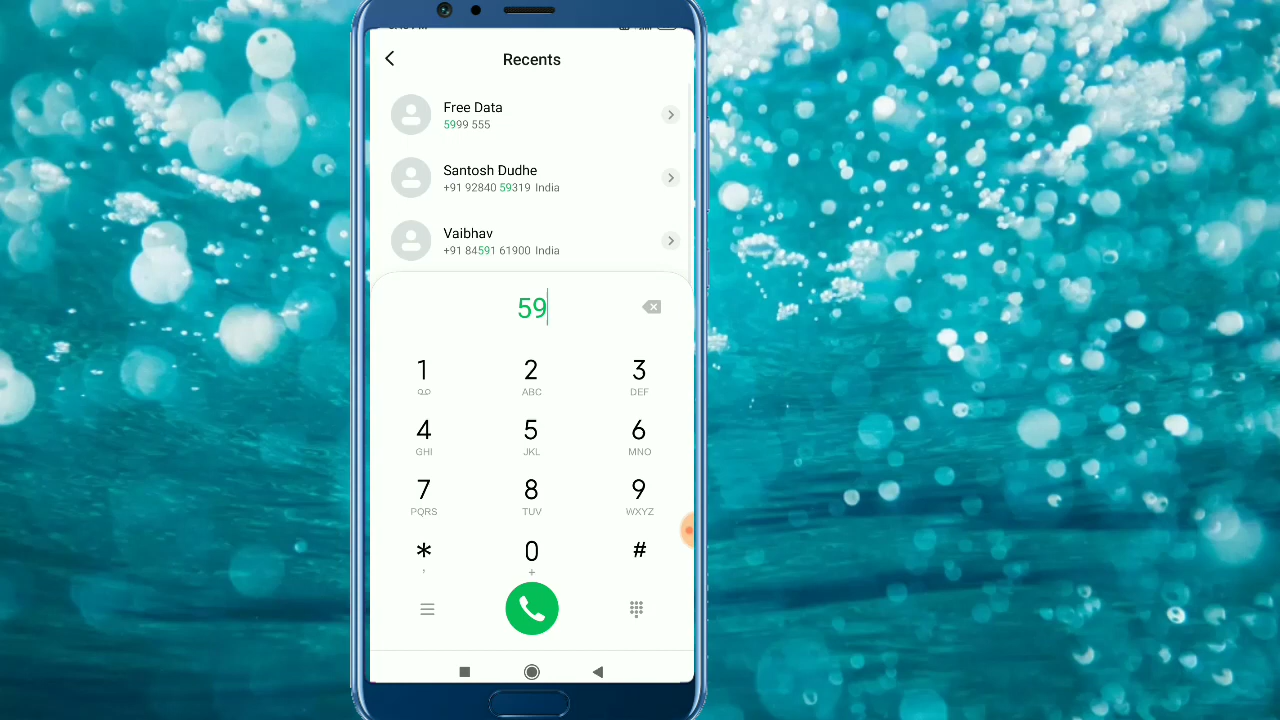 Recents
Free Data
5999 555
Santosh Dudhe
+91 92840 59319 India
Vaibhav
+91 84591 61900 India
59
1 2 3
ABC DEF
4 5 6
GHI JKL MNO
7 8 9
PQRS TUV WXYZ
* 0 #
, +